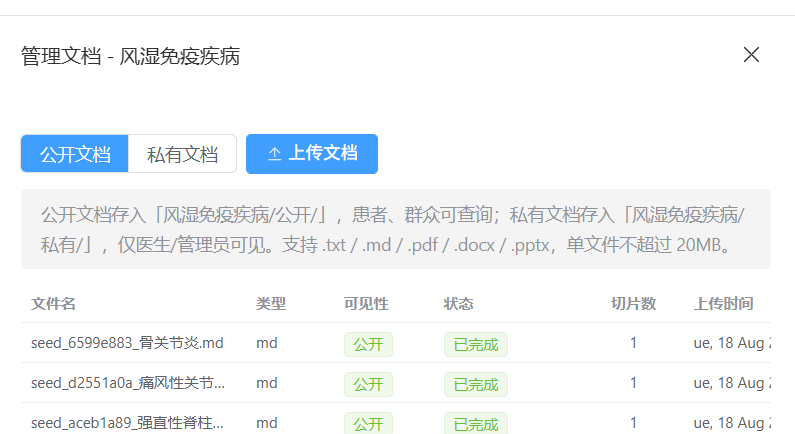 管理文档 - 风湿免疫疾病
公开文档 私有文档 上传文档
公开文档存入「风湿免疫疾病/公开/」，患者、群众可查询；私有文档存入「风湿免疫疾病/
私有/」，仅医生/管理员可见。支持 .txt / .md / .pdf / .docx / .pptx，单文件不超过 20MB。
文件名 类型 可见性 状态 切片数 上传时间
seed_6599e883_骨关节炎.md md 公开 已完成 1 ue, 18 Aug 2
seed_d2551a0a_痛风性关节... md 公开 已完成 1 ue, 18 Aug 2
seed_aceb1a89_强直性脊柱... md 公开 已完成 1 ue, 18 Aug 2